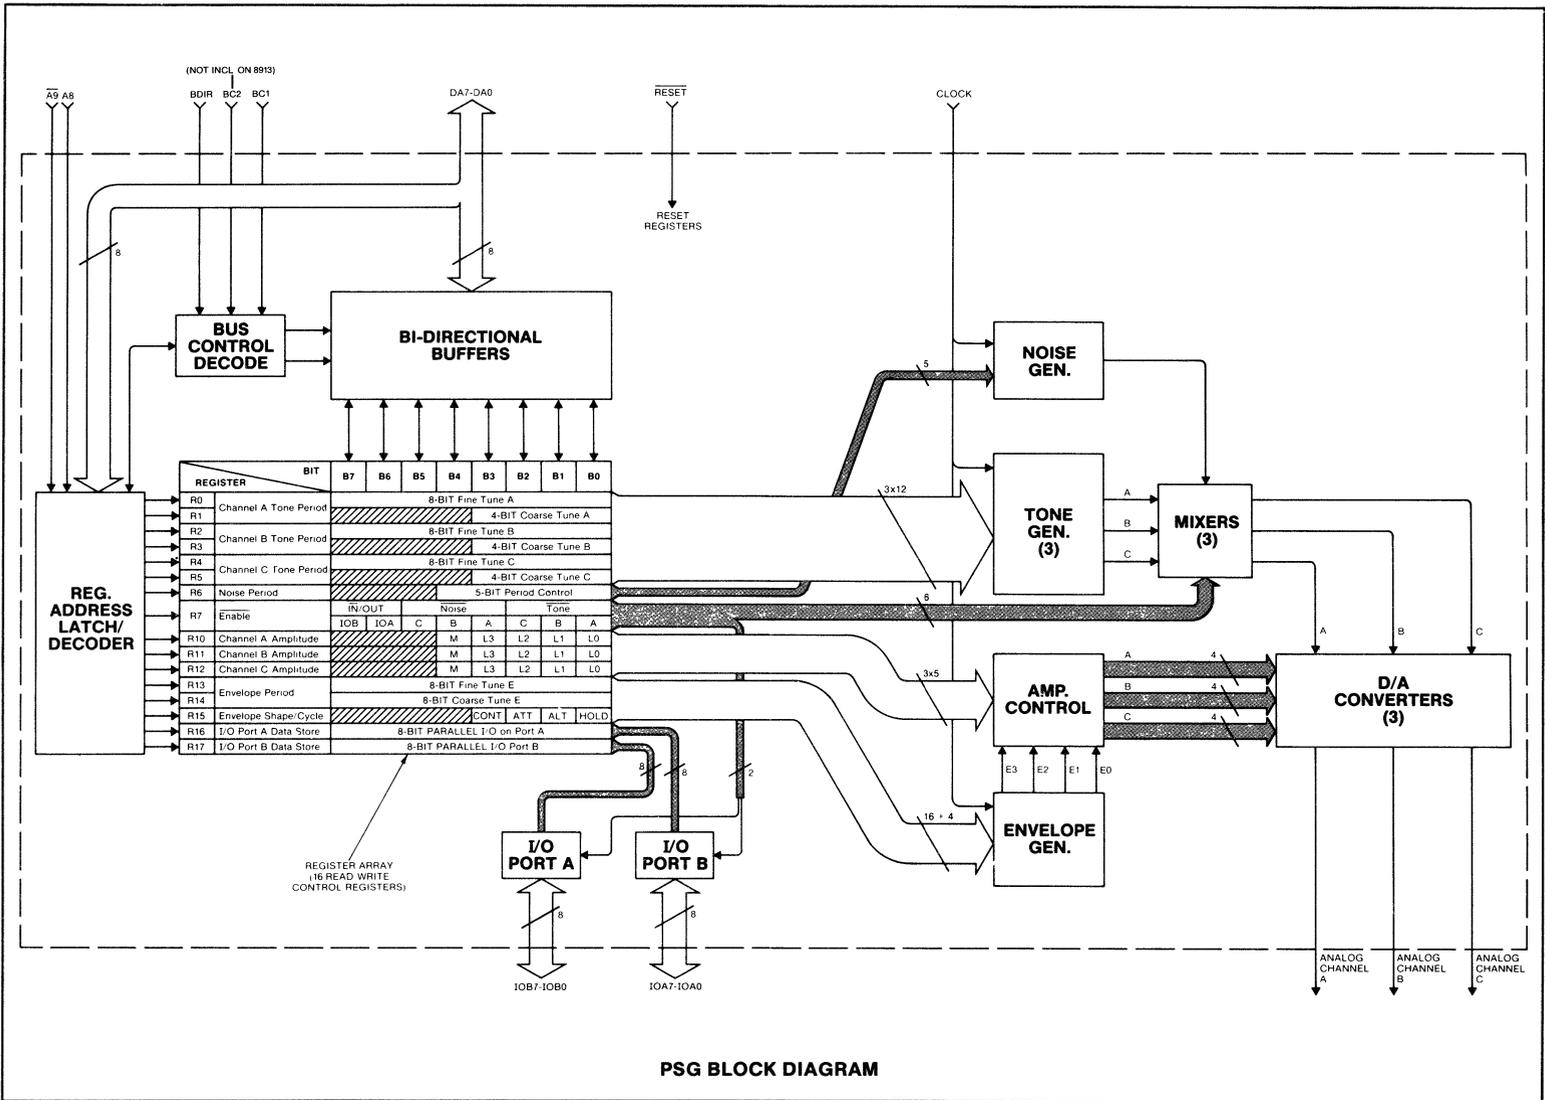 (NOT INCL ON 8913)
A9 A8
BDIR BC2 BC1
DA7-DA0
RESET
CLOCK
8
8
RESET
REGISTERS
BUS
CONTROL
DECODE
BI-DIRECTIONAL
BUFFERS
NOISE
GEN.
5
BIT
REGISTER
B7 B6 B5 B4 B3 B2 B1 B0
R0
Channel A Tone Period
8-BIT Fine Tune A
R1
4-BIT Coarse Tune A
R2
Channel B Tone Period
8-BIT Fine Tune B
R3
4-BIT Coarse Tune B
R4
Channel C Tone Period
8-BIT Fine Tune C
R5
4-BIT Coarse Tune C
R6 Noise Period
5-BIT Period Control
R7 Enable
IN/OUT Noise Tone
IOB IOA C B A C B A
R10 Channel A Amplitude M L3 L2 L1 L0
R11 Channel B Amplitude M L3 L2 L1 L0
R12 Channel C Amplitude M L3 L2 L1 L0
R13
Envelope Period
8-BIT Fine Tune E
R14
8-BIT Coarse Tune E
R15 Envelope Shape/Cycle CONT ATT ALT HOLD
R16 I/O Port A Data Store 8-BIT PARALLEL I/O on Port A
R17 I/O Port B Data Store 8-BIT PARALLEL I/O Port B
REG.
ADDRESS
LATCH/
DECODER
3x12
TONE
GEN.
(3)
A
B
C
MIXERS
(3)
6
A B C
3x5
AMP.
CONTROL
A 4
B 4
C 4
D/A
CONVERTERS
(3)
E3 E2 E1 E0
8 8 2
16 + 4
ENVELOPE
GEN.
I/O
PORT A
I/O
PORT B
REGISTER ARRAY
(16 READ WRITE
CONTROL REGISTERS)
8
8
IOB7-IOB0
IOA7-IOA0
ANALOG
CHANNEL
A
ANALOG
CHANNEL
B
ANALOG
CHANNEL
C
PSG BLOCK DIAGRAM